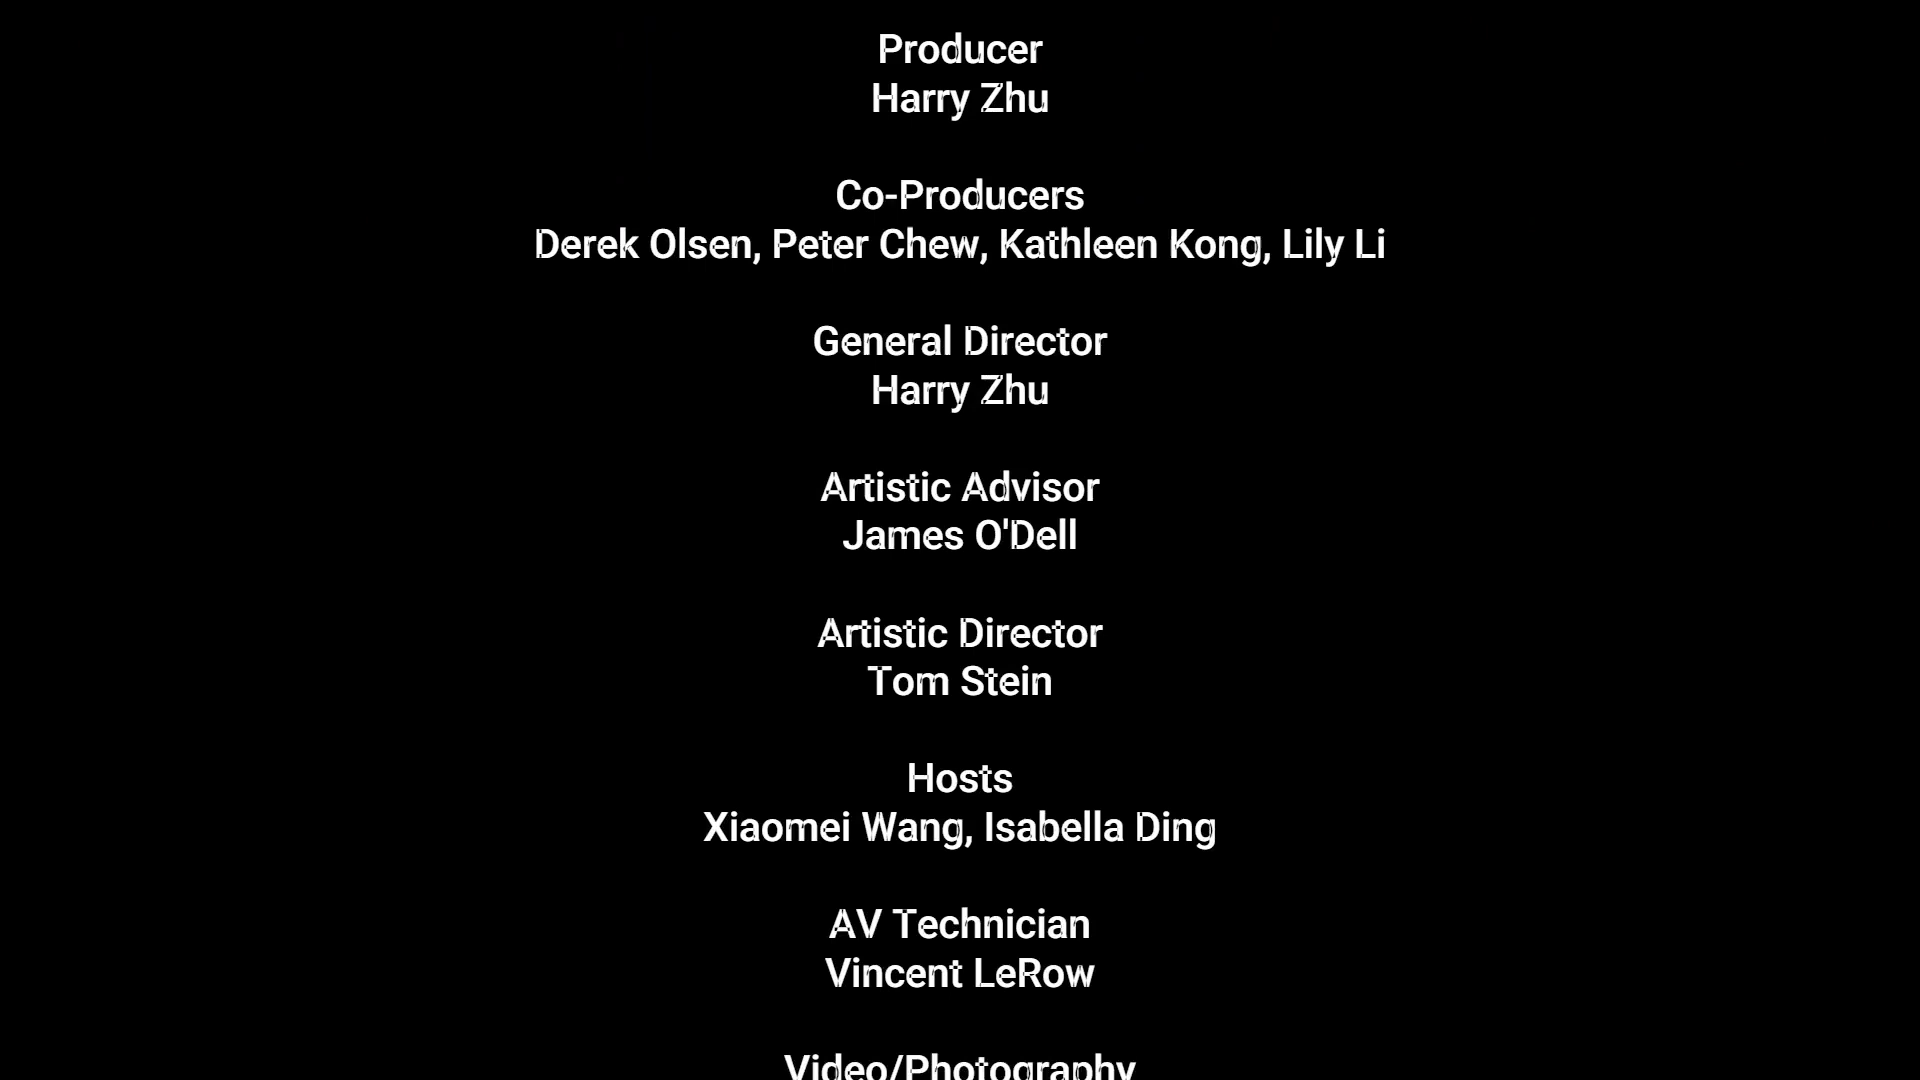 Producer
Harry Zhu
Co-Producers
Derek Olsen, Peter Chew, Kathleen Kong, Lily Li
General Director
Harry Zhu
Artistic Advisor
James O'Dell
Artistic Director
Tom Stein
Hosts
Xiaomei Wang, Isabella Ding
AV Technician
Vincent LeRow
Video/Photography